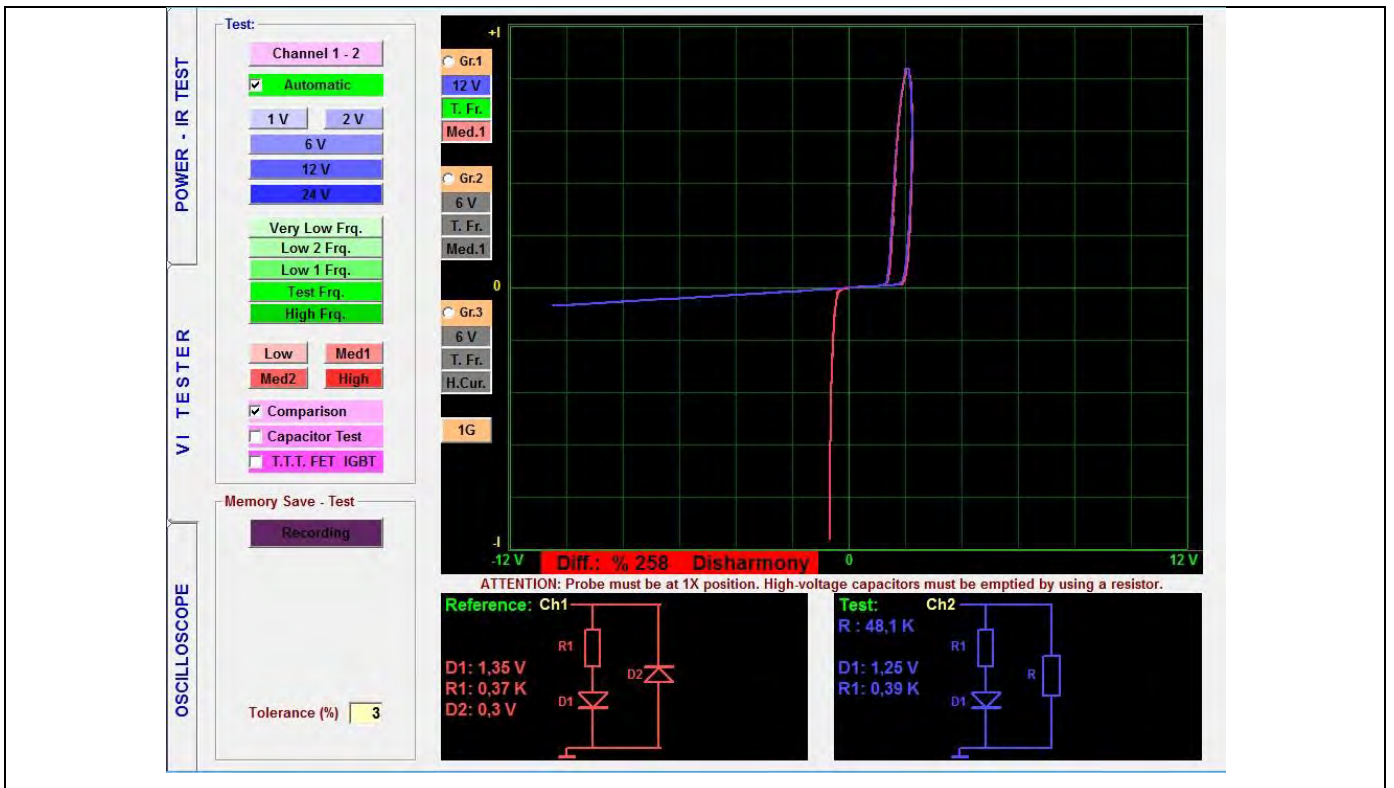 POWER - IR TEST
VI TESTER
OSCILLOSCOPE
Test:
Channel 1 - 2
Automatic
1 V 2 V
6 V
12 V
24 V
Very Low Frq.
Low 2 Frq.
Low 1 Frq.
Test Frq.
High Frq.
Low Med1
Med2 High
Comparison
Capacitor Test
T.T.T. FET IGBT
Memory Save - Test
Recording
Tolerance (%) 3
Gr.1
12 V
T. Fr.
Med.1
Gr.2
6 V
T. Fr.
Med.1
Gr.3
6 V
T. Fr.
H.Cur.
1G
+I
0
-I
-12 V 0 12 V
Diff.: % 258 Disharmony
ATTENTION: Probe must be at 1X position. High-voltage capacitors must be emptied by using a resistor.
Reference: Ch1
R1
D1: 1,35 V
R1: 0,37 K
D2: 0,3 V
D2
D1
Test: Ch2
R : 48,1 K
R1
D1: 1,25 V
R1: 0,39 K
R
D1